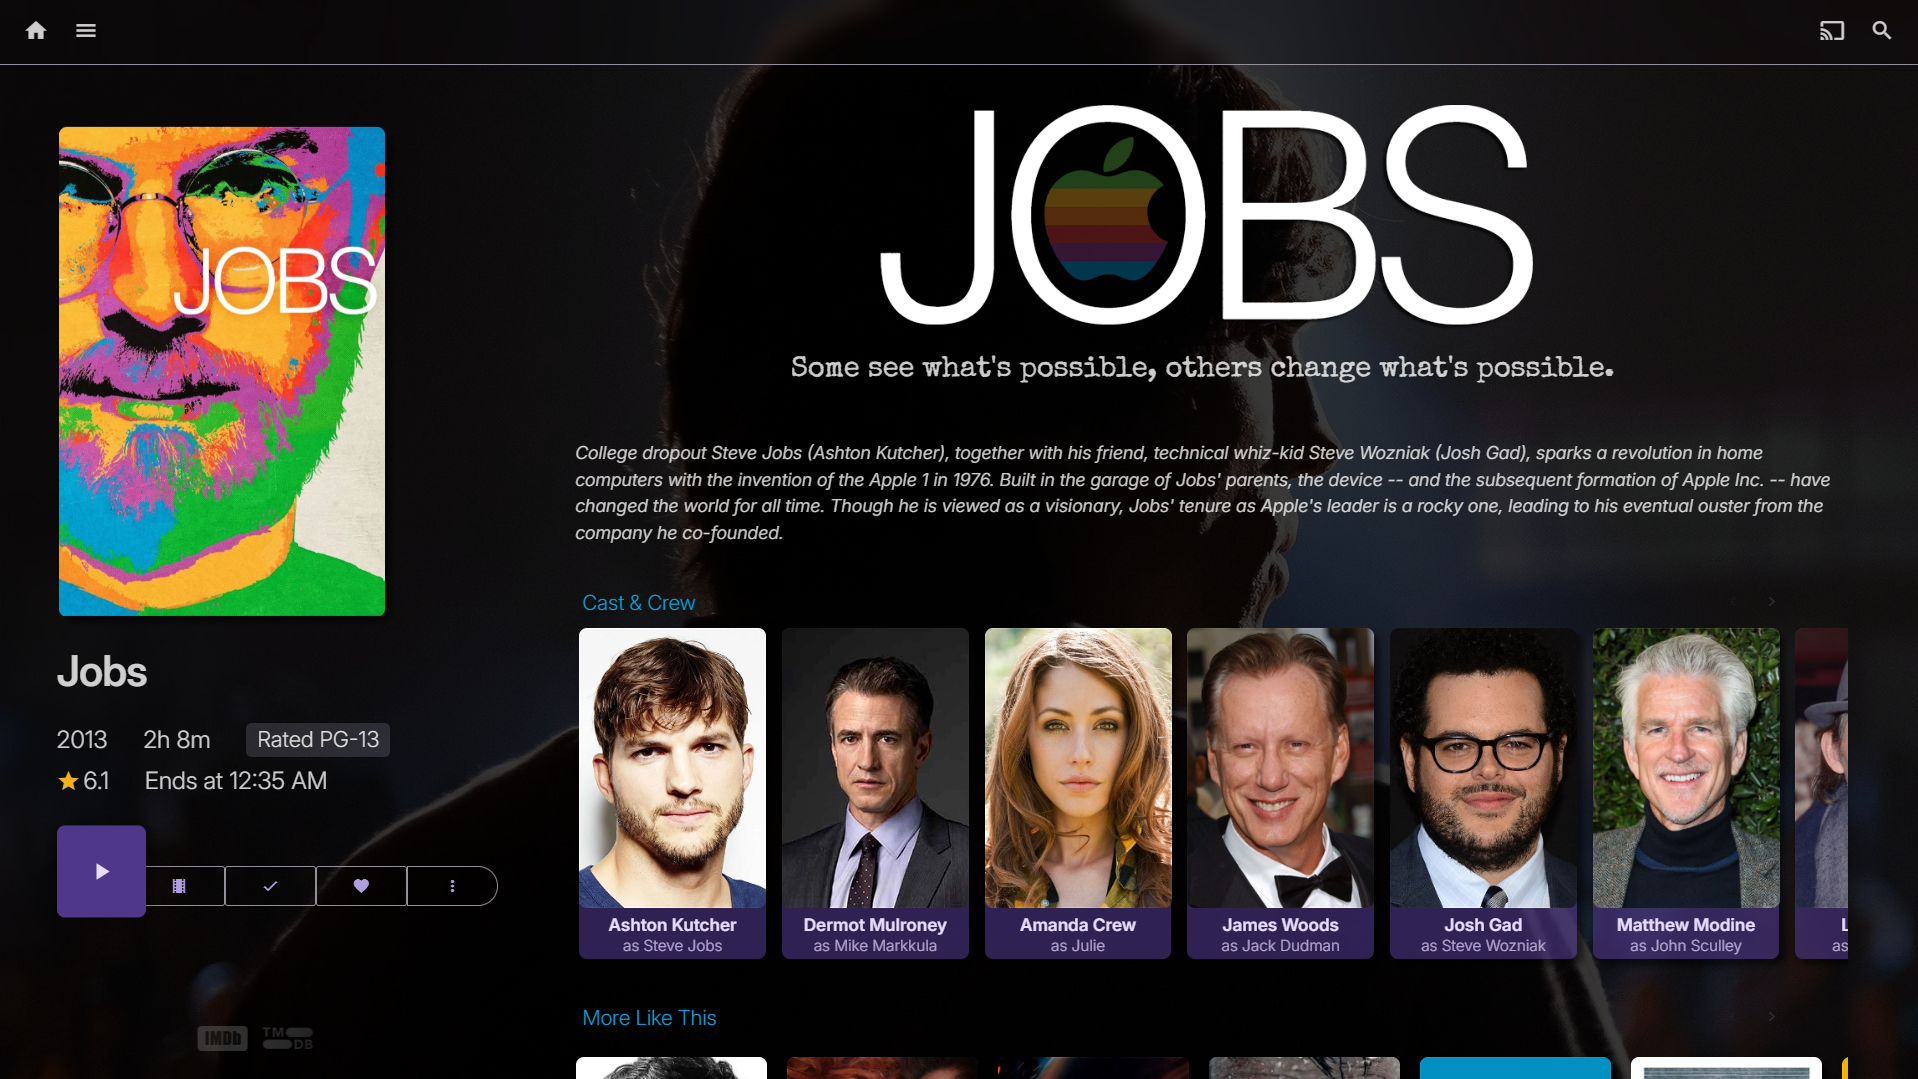 JOBS
JOBS
Some see what's possible, others change what's possible.
College dropout Steve Jobs (Ashton Kutcher), together with his friend, technical whiz-kid Steve Wozniak (Josh Gad), sparks a revolution in home
computers with the invention of the Apple 1 in 1976. Built in the garage of Jobs' parents, the device -- and the subsequent formation of Apple Inc. -- have
changed the world for all time. Though he is viewed as a visionary, Jobs' tenure as Apple's leader is a rocky one, leading to his eventual ouster from the
company he co-founded.
Jobs
2013 2h 8m Rated PG-13
6.1 Ends at 12:35 AM
IMDb TMDB
Cast & Crew
Ashton Kutcher
as Steve Jobs
Dermot Mulroney
as Mike Markkula
Amanda Crew
as Julie
James Woods
as Jack Dudman
Josh Gad
as Steve Wozniak
Matthew Modine
as John Sculley
L
as
More Like This